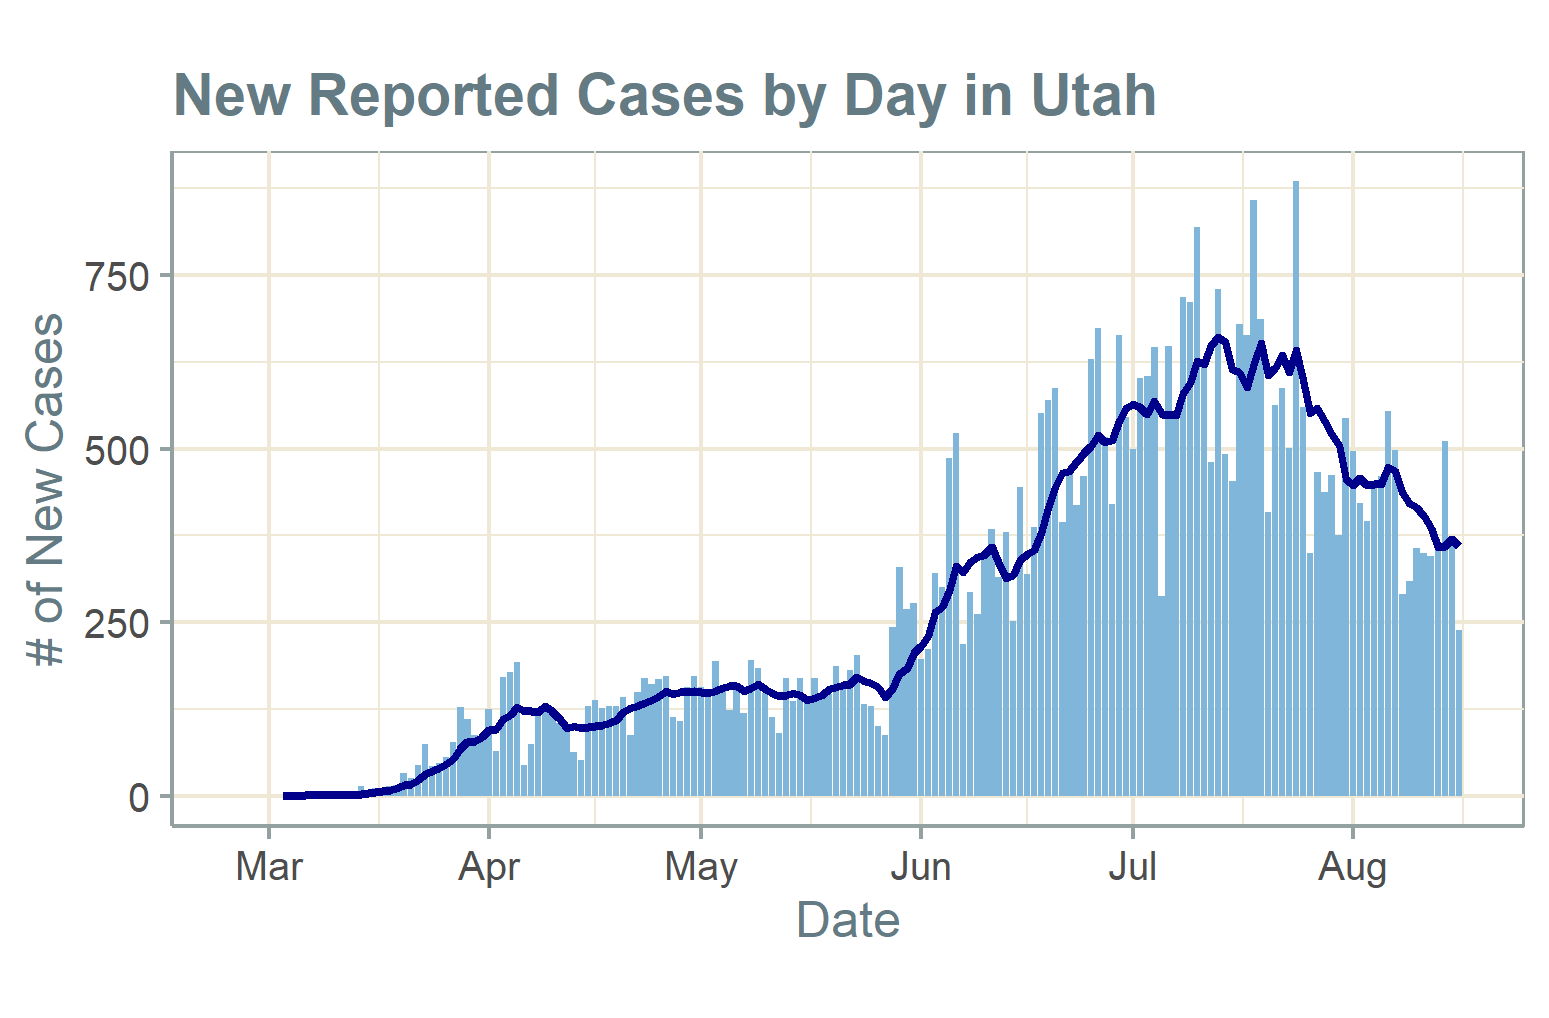 New Reported Cases by Day in Utah
# of New Cases
750
500
250
0
Mar Apr May Jun Jul Aug
Date